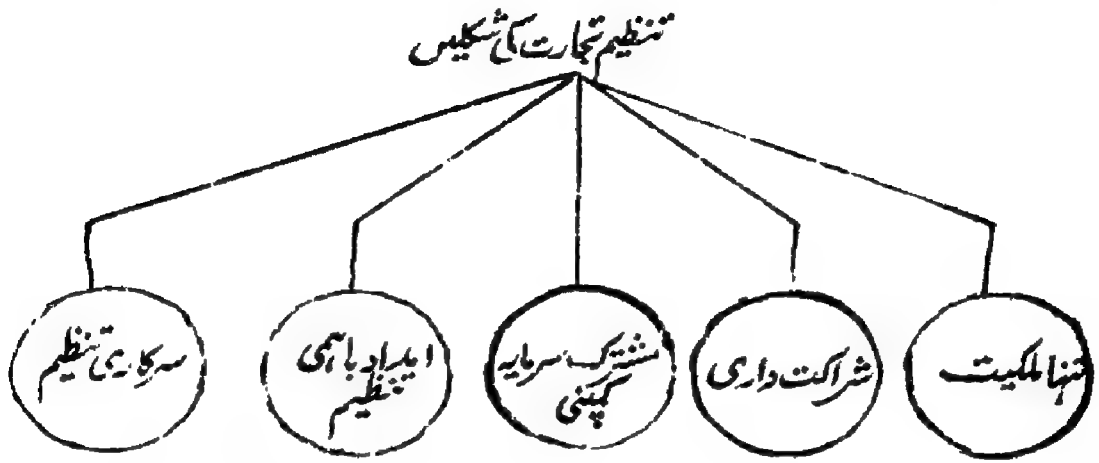 تنظیم تجارت کی شکلیں
تنہا ملکیت
شراکت داری
مشترک سرمایہ
کمپنی
امداد باہمی
تنظیم
سرکاری تنظیم